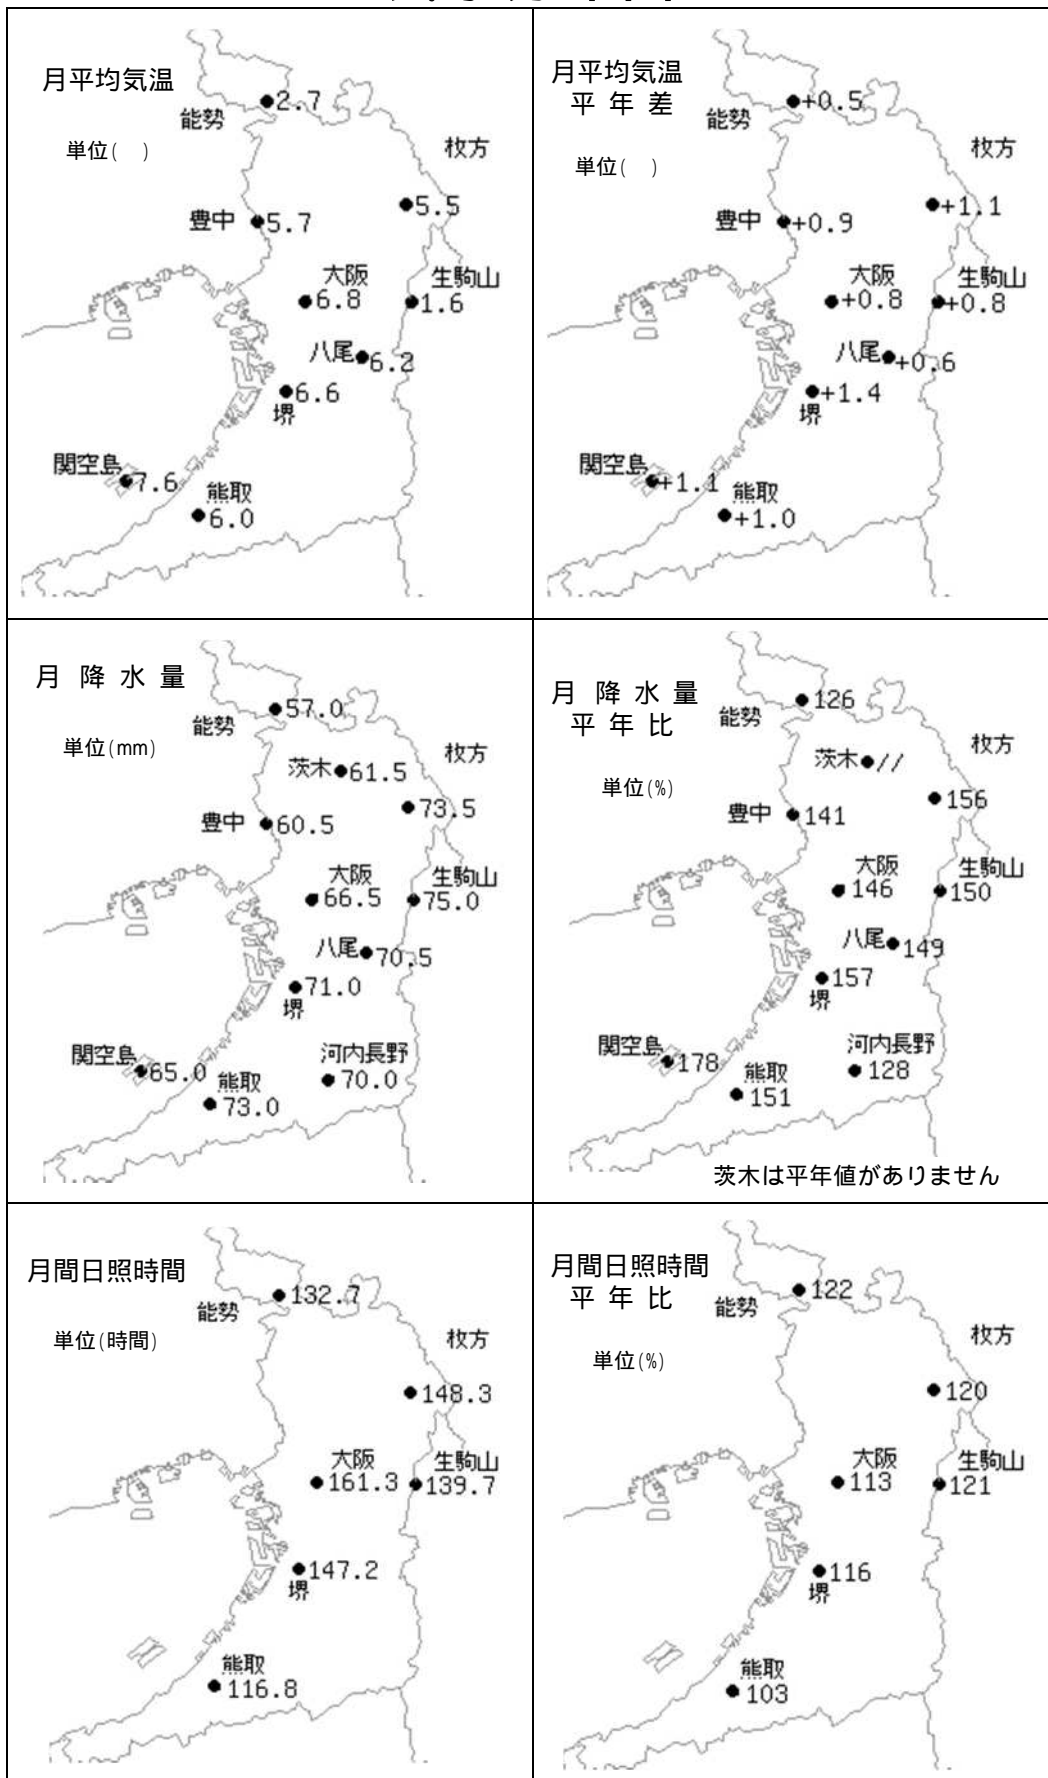 月平均気温
単位( )
能勢
2.7
枚方
5.5
豊中
5.7
大阪
6.8
生駒山
1.6
八尾
6.2
堺
6.6
関空島
7.6
熊取
6.0
月平均気温
平年差
単位( )
能勢
+0.5
枚方
+1.1
豊中
+0.9
大阪
+0.8
生駒山
+0.8
八尾
+0.6
堺
+1.4
関空島
+1.1
熊取
+1.0
月降水量
単位(mm)
能勢
57.0
茨木
61.5
枚方
73.5
豊中
60.5
大阪
66.5
生駒山
75.0
八尾
70.5
堺
71.0
関空島
65.0
熊取
73.0
河内長野
70.0
月降水量
平年比
単位(%)
能勢
126
茨木
//
枚方
156
豊中
141
大阪
146
生駒山
150
八尾
149
堺
157
関空島
178
熊取
151
河内長野
128
茨木は平年値がありません
月間日照時間
単位(時間)
能勢
132.7
枚方
148.3
大阪
161.3
生駒山
139.7
堺
147.2
熊取
116.8
月間日照時間
平年比
単位(%)
能勢
122
枚方
120
大阪
113
生駒山
121
堺
116
熊取
103